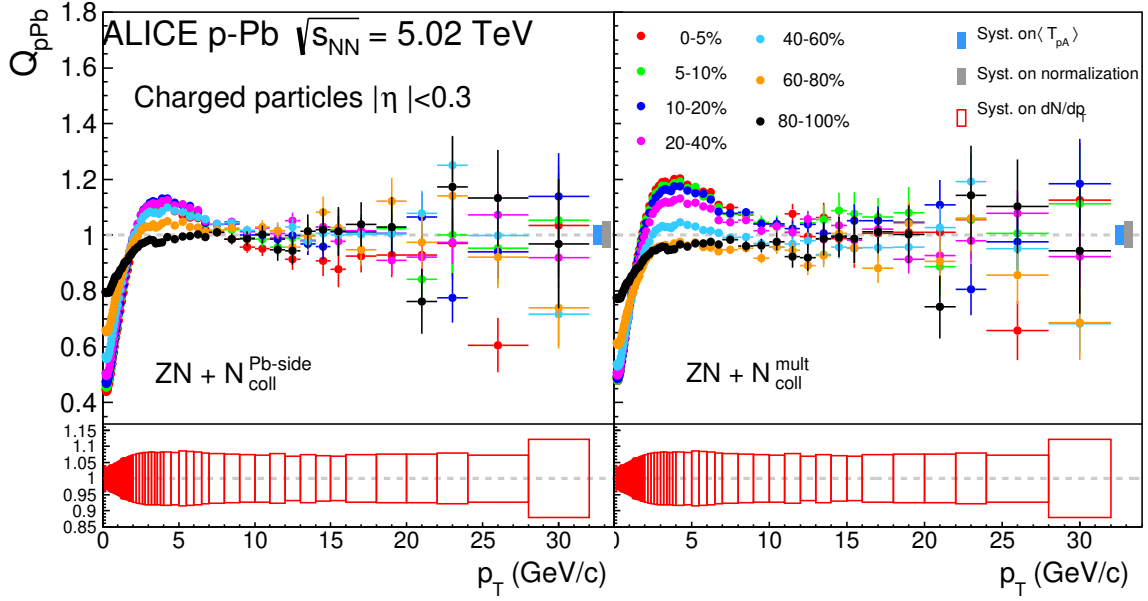 Q_pPb
ALICE p-Pb √s_NN = 5.02 TeV
Charged particles |η|<0.3
ZN + N_coll^Pb-side
1.8
1.6
1.4
1.2
1
0.8
0.6
0.4
1.15
1.1
1.05
1.0
0.95
0.9
0.85
0 5 10 15 20 25 30
p_T (GeV/c)
0-5%
5-10%
10-20%
20-40%
40-60%
60-80%
80-100%
Syst. on⟨ T_pA ⟩
Syst. on normalization
Syst. on dN/dp_T
ZN + N_coll^mult
0 5 10 15 20 25 30
p_T (GeV/c)